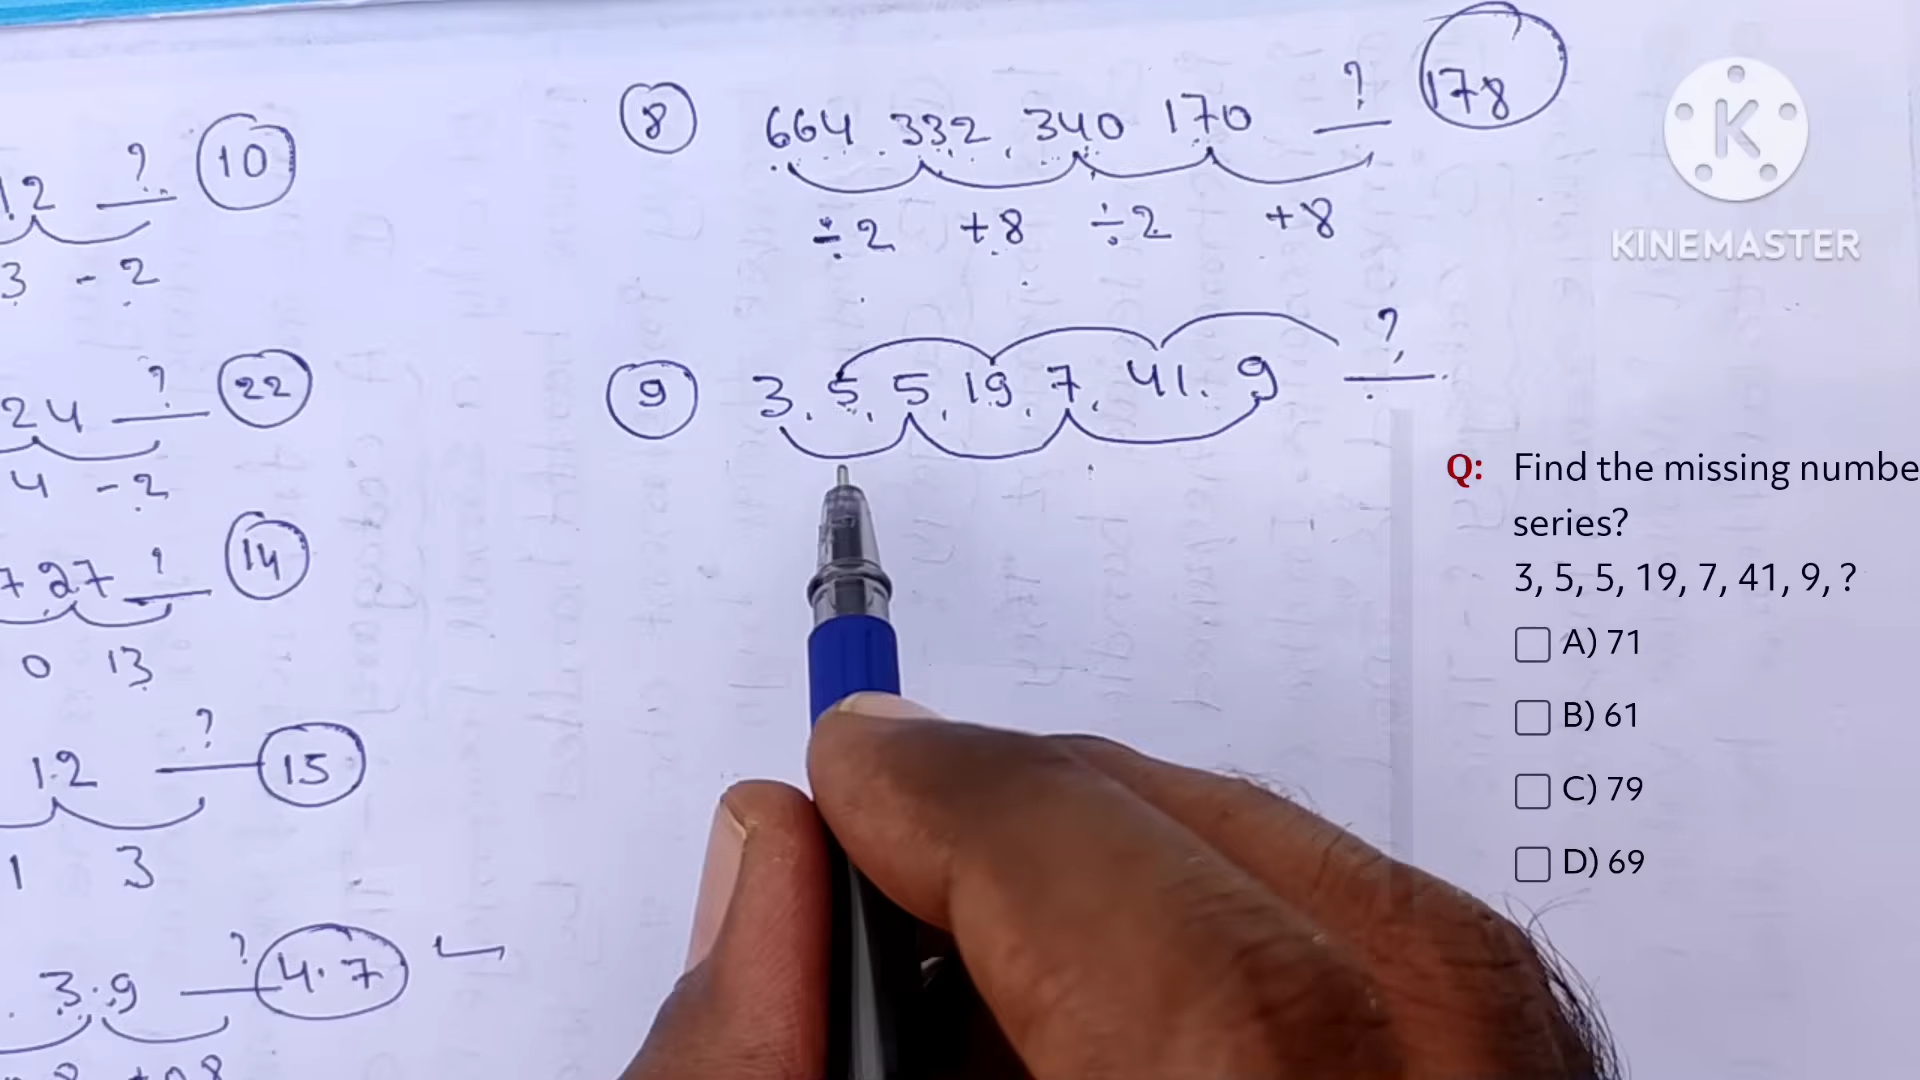 12 ? 10
3 - 2
24 ? 22
4 - 2
7 27 ? 14
0 13
12 ? 15
1 3
3.9 ? 4.7
8 664 332, 340 170 ? 178
÷2 +8 ÷2 +8
9 3, 5, 5, 19, 7, 41, 9 ?
KINEMASTER
Q: Find the missing numbe
series?
3, 5, 5, 19, 7, 41, 9, ?
A) 71
B) 61
C) 79
D) 69